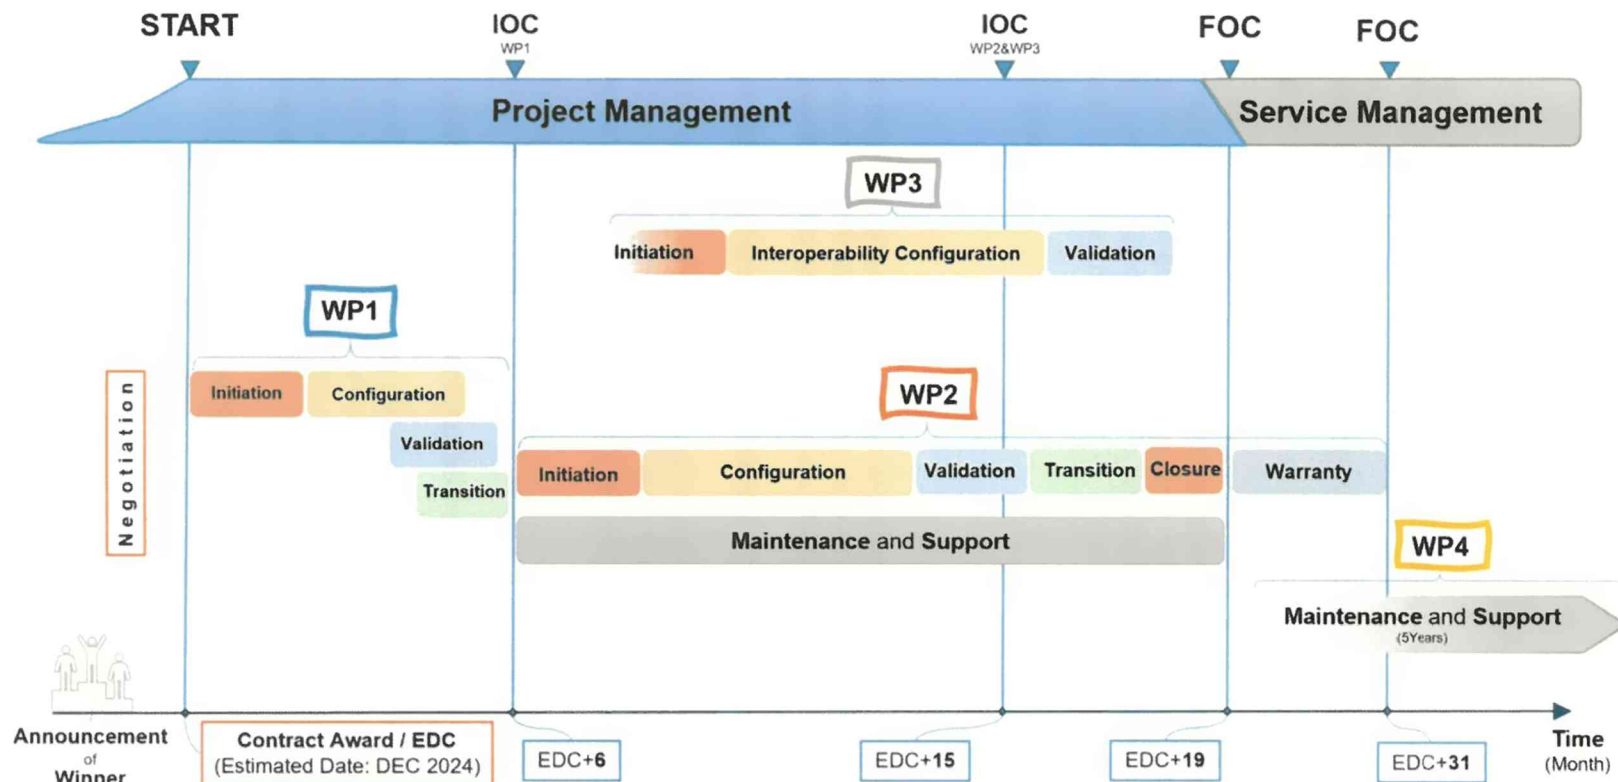 START
IOC
WP1
IOC
WP2&WP3
FOC
FOC
Project Management
Service Management
WP3
Initiation
Interoperability Configuration
Validation
WP1
Initiation
Configuration
Validation
Transition
Negotiation
WP2
Initiation
Configuration
Validation
Transition
Closure
Warranty
Maintenance and Support
WP4
Maintenance and Support
(5Years)
Announcement
of
Winner
Contract Award / EDC
(Estimated Date: DEC 2024)
EDC+6
EDC+15
EDC+19
EDC+31
Time
(Month)